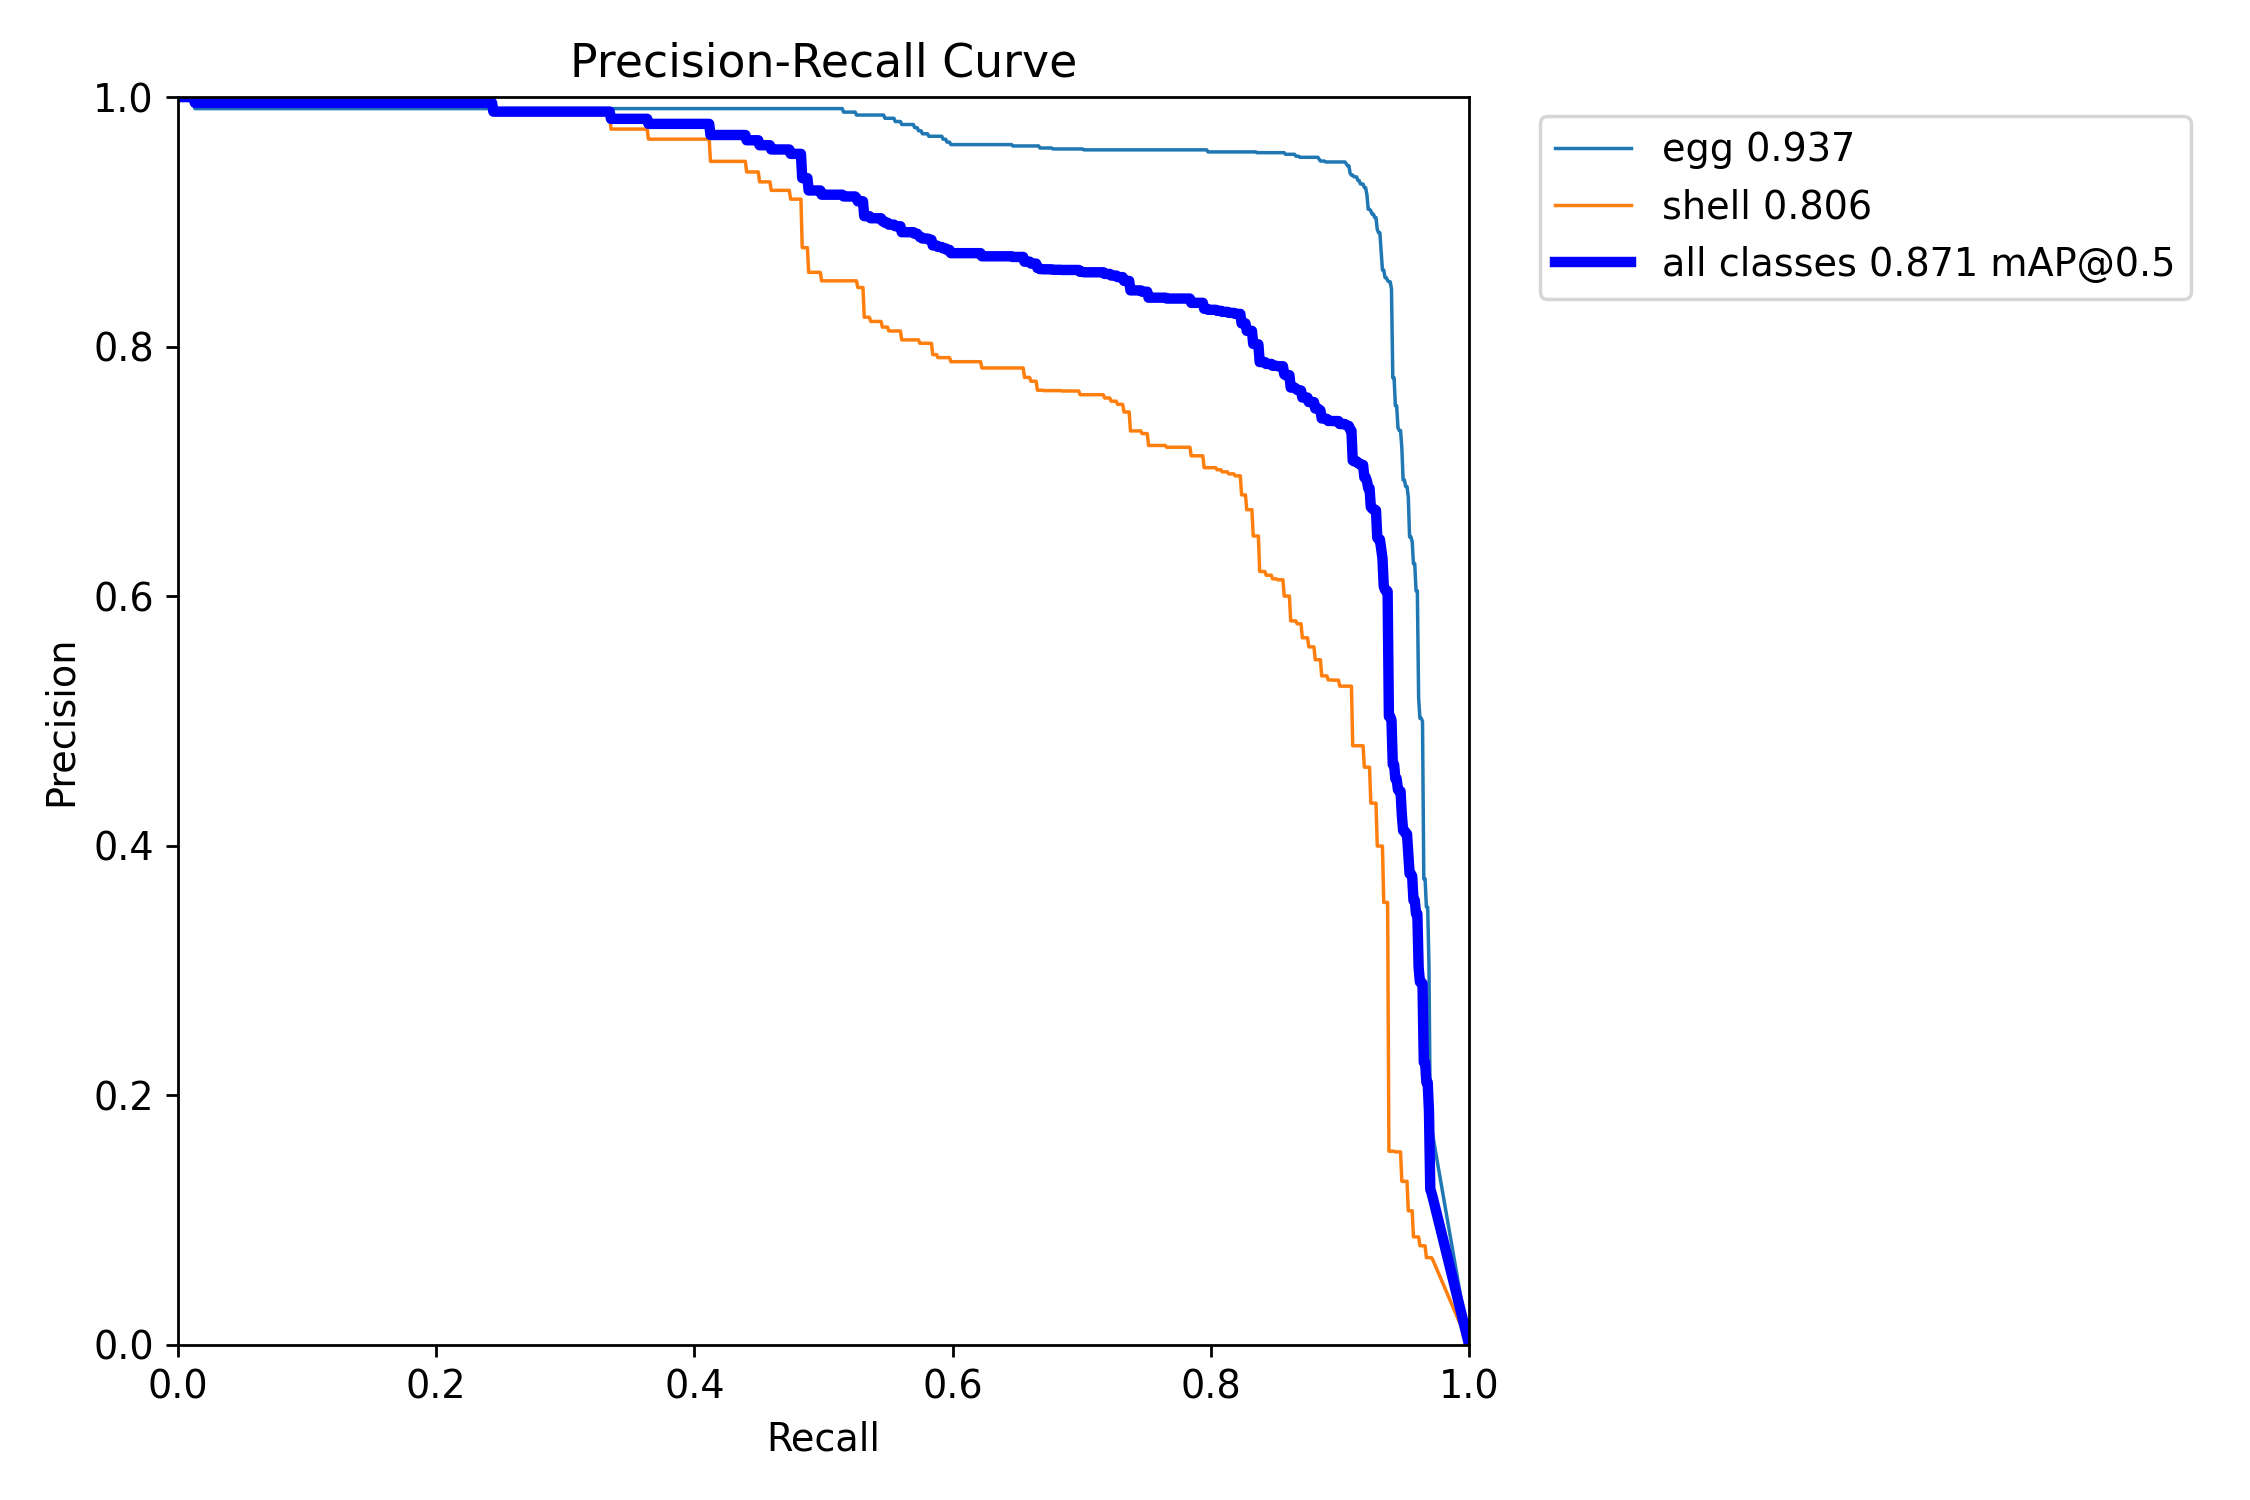 Precision-Recall Curve
1.0
0.8
0.6
0.4
0.2
0.0
Precision
0.0 0.2 0.4 0.6 0.8 1.0
Recall
egg 0.937
shell 0.806
all classes 0.871 mAP@0.5